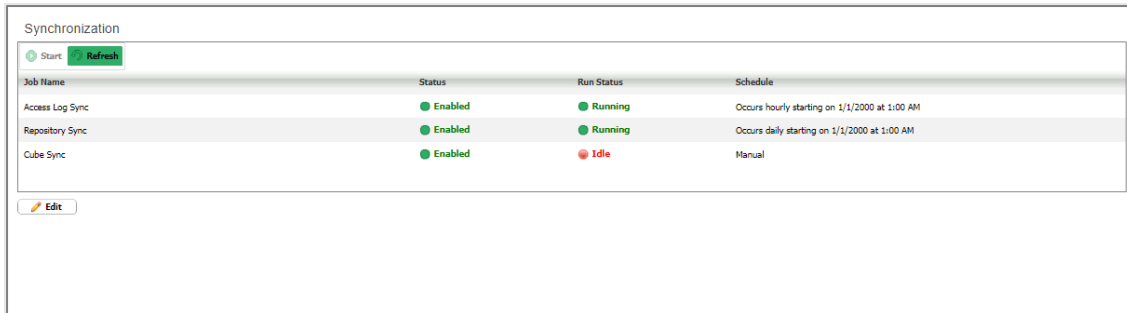 Synchronization
Start Refresh
Job Name Status Run Status Schedule
Access Log Sync Enabled Running Occurs hourly starting on 1/1/2000 at 1:00 AM
Repository Sync Enabled Running Occurs daily starting on 1/1/2000 at 1:00 AM
Cube Sync Enabled Idle Manual
Edit